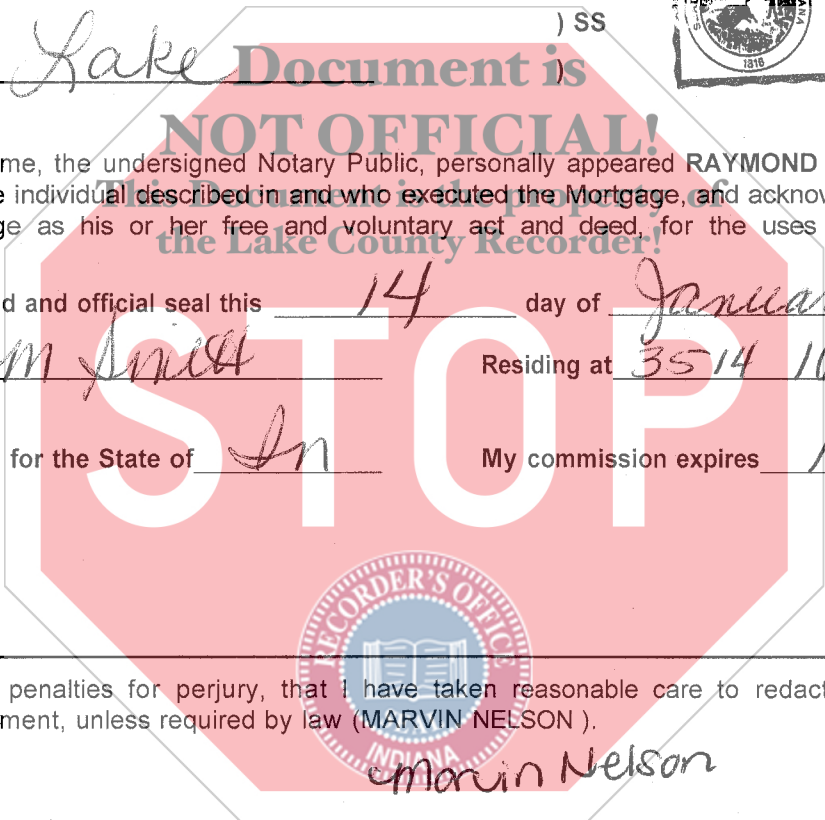 ) SS
Lake )
Document is
NOT OFFICIAL!
me, the undersigned Notary Public, personally appeared RAYMOND
This Document is the property of
e individual described in and who executed the Mortgage, and acknow
ge as his or her free and voluntary act and deed, for the uses
the Lake County Recorder!
d and official seal this 14 day of Januar
M Residing at 3514
for the State of In My commission expires
STOP
RECORDER'S OFFICE
INDIANA
penalties for perjury, that I have taken reasonable care to redact
ment, unless required by law (MARVIN NELSON ).
Marvin Nelson
1816